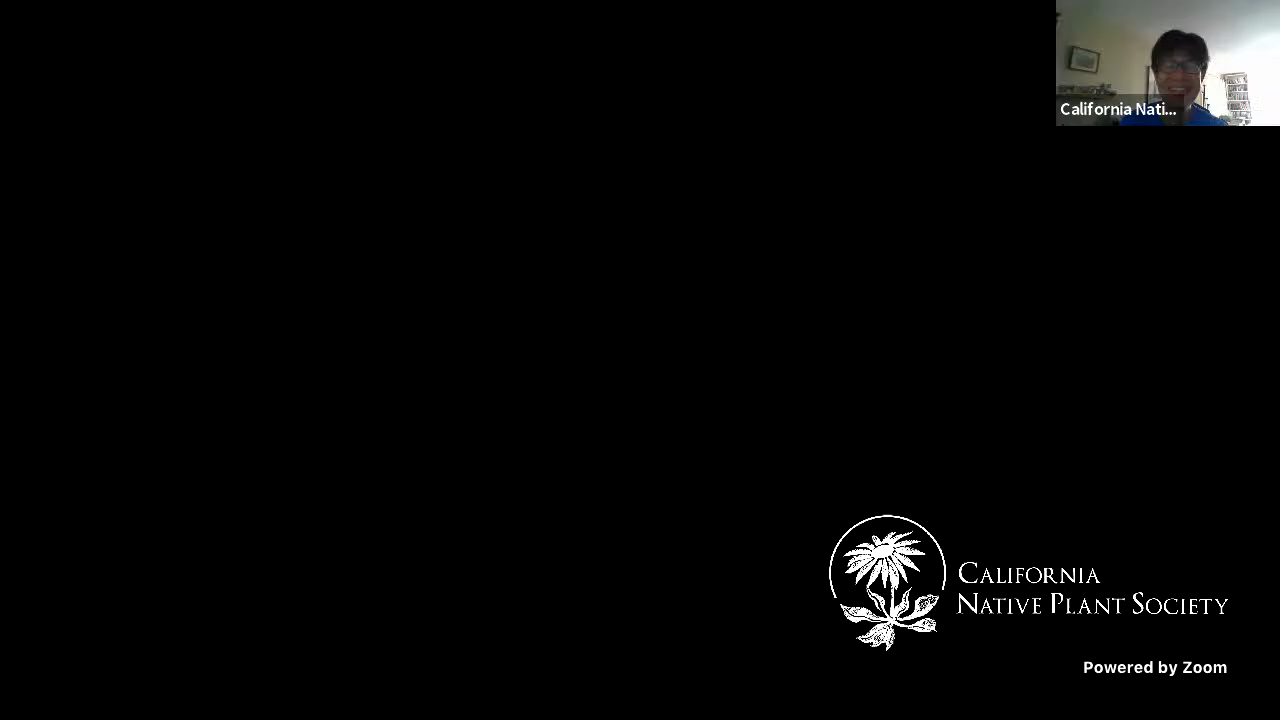 California Nati...
CALIFORNIA
NATIVE PLANT SOCIETY
Powered by Zoom